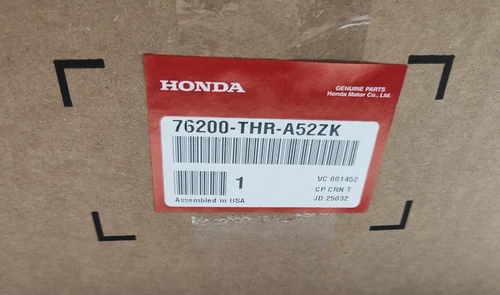 HONDA
GENUINE PARTS
Honda Motor Co., Ltd.
76200-THR-A52ZK
1
VC 001452
CP CRN T
Assembled in USA
JD 25032